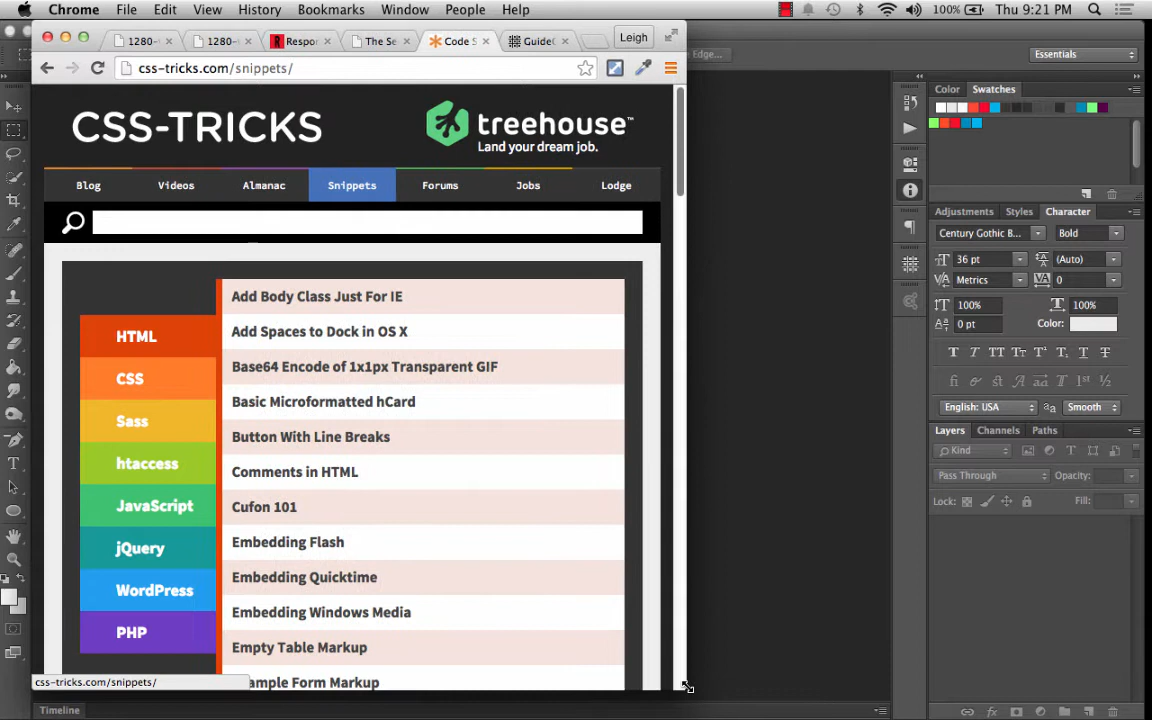 Chrome File Edit View History Bookmarks Window People Help 100% Thu 9:21 PM
1280- 1280- Respor The Se Code S GuideG Leigh
Edge... Essentials
css-tricks.com/snippets/
CSS-TRICKS
treehouse™
Land your dream job.
Blog Videos Almanac Snippets Forums Jobs Lodge
HTML
CSS
Sass
htaccess
JavaScript
jQuery
WordPress
PHP
Add Body Class Just For IE
Add Spaces to Dock in OS X
Base64 Encode of 1x1px Transparent GIF
Basic Microformatted hCard
Button With Line Breaks
Comments in HTML
Cufon 101
Embedding Flash
Embedding Quicktime
Embedding Windows Media
Empty Table Markup
ample Form Markup
css-tricks.com/snippets/
Color Swatches
Adjustments Styles Character
Century Gothic B... Bold
36 pt (Auto)
Metrics 0
100% 100%
0 pt Color:
English: USA Smooth
Layers Channels Paths
Kind
Pass Through Opacity:
Lock: Fill:
Timeline